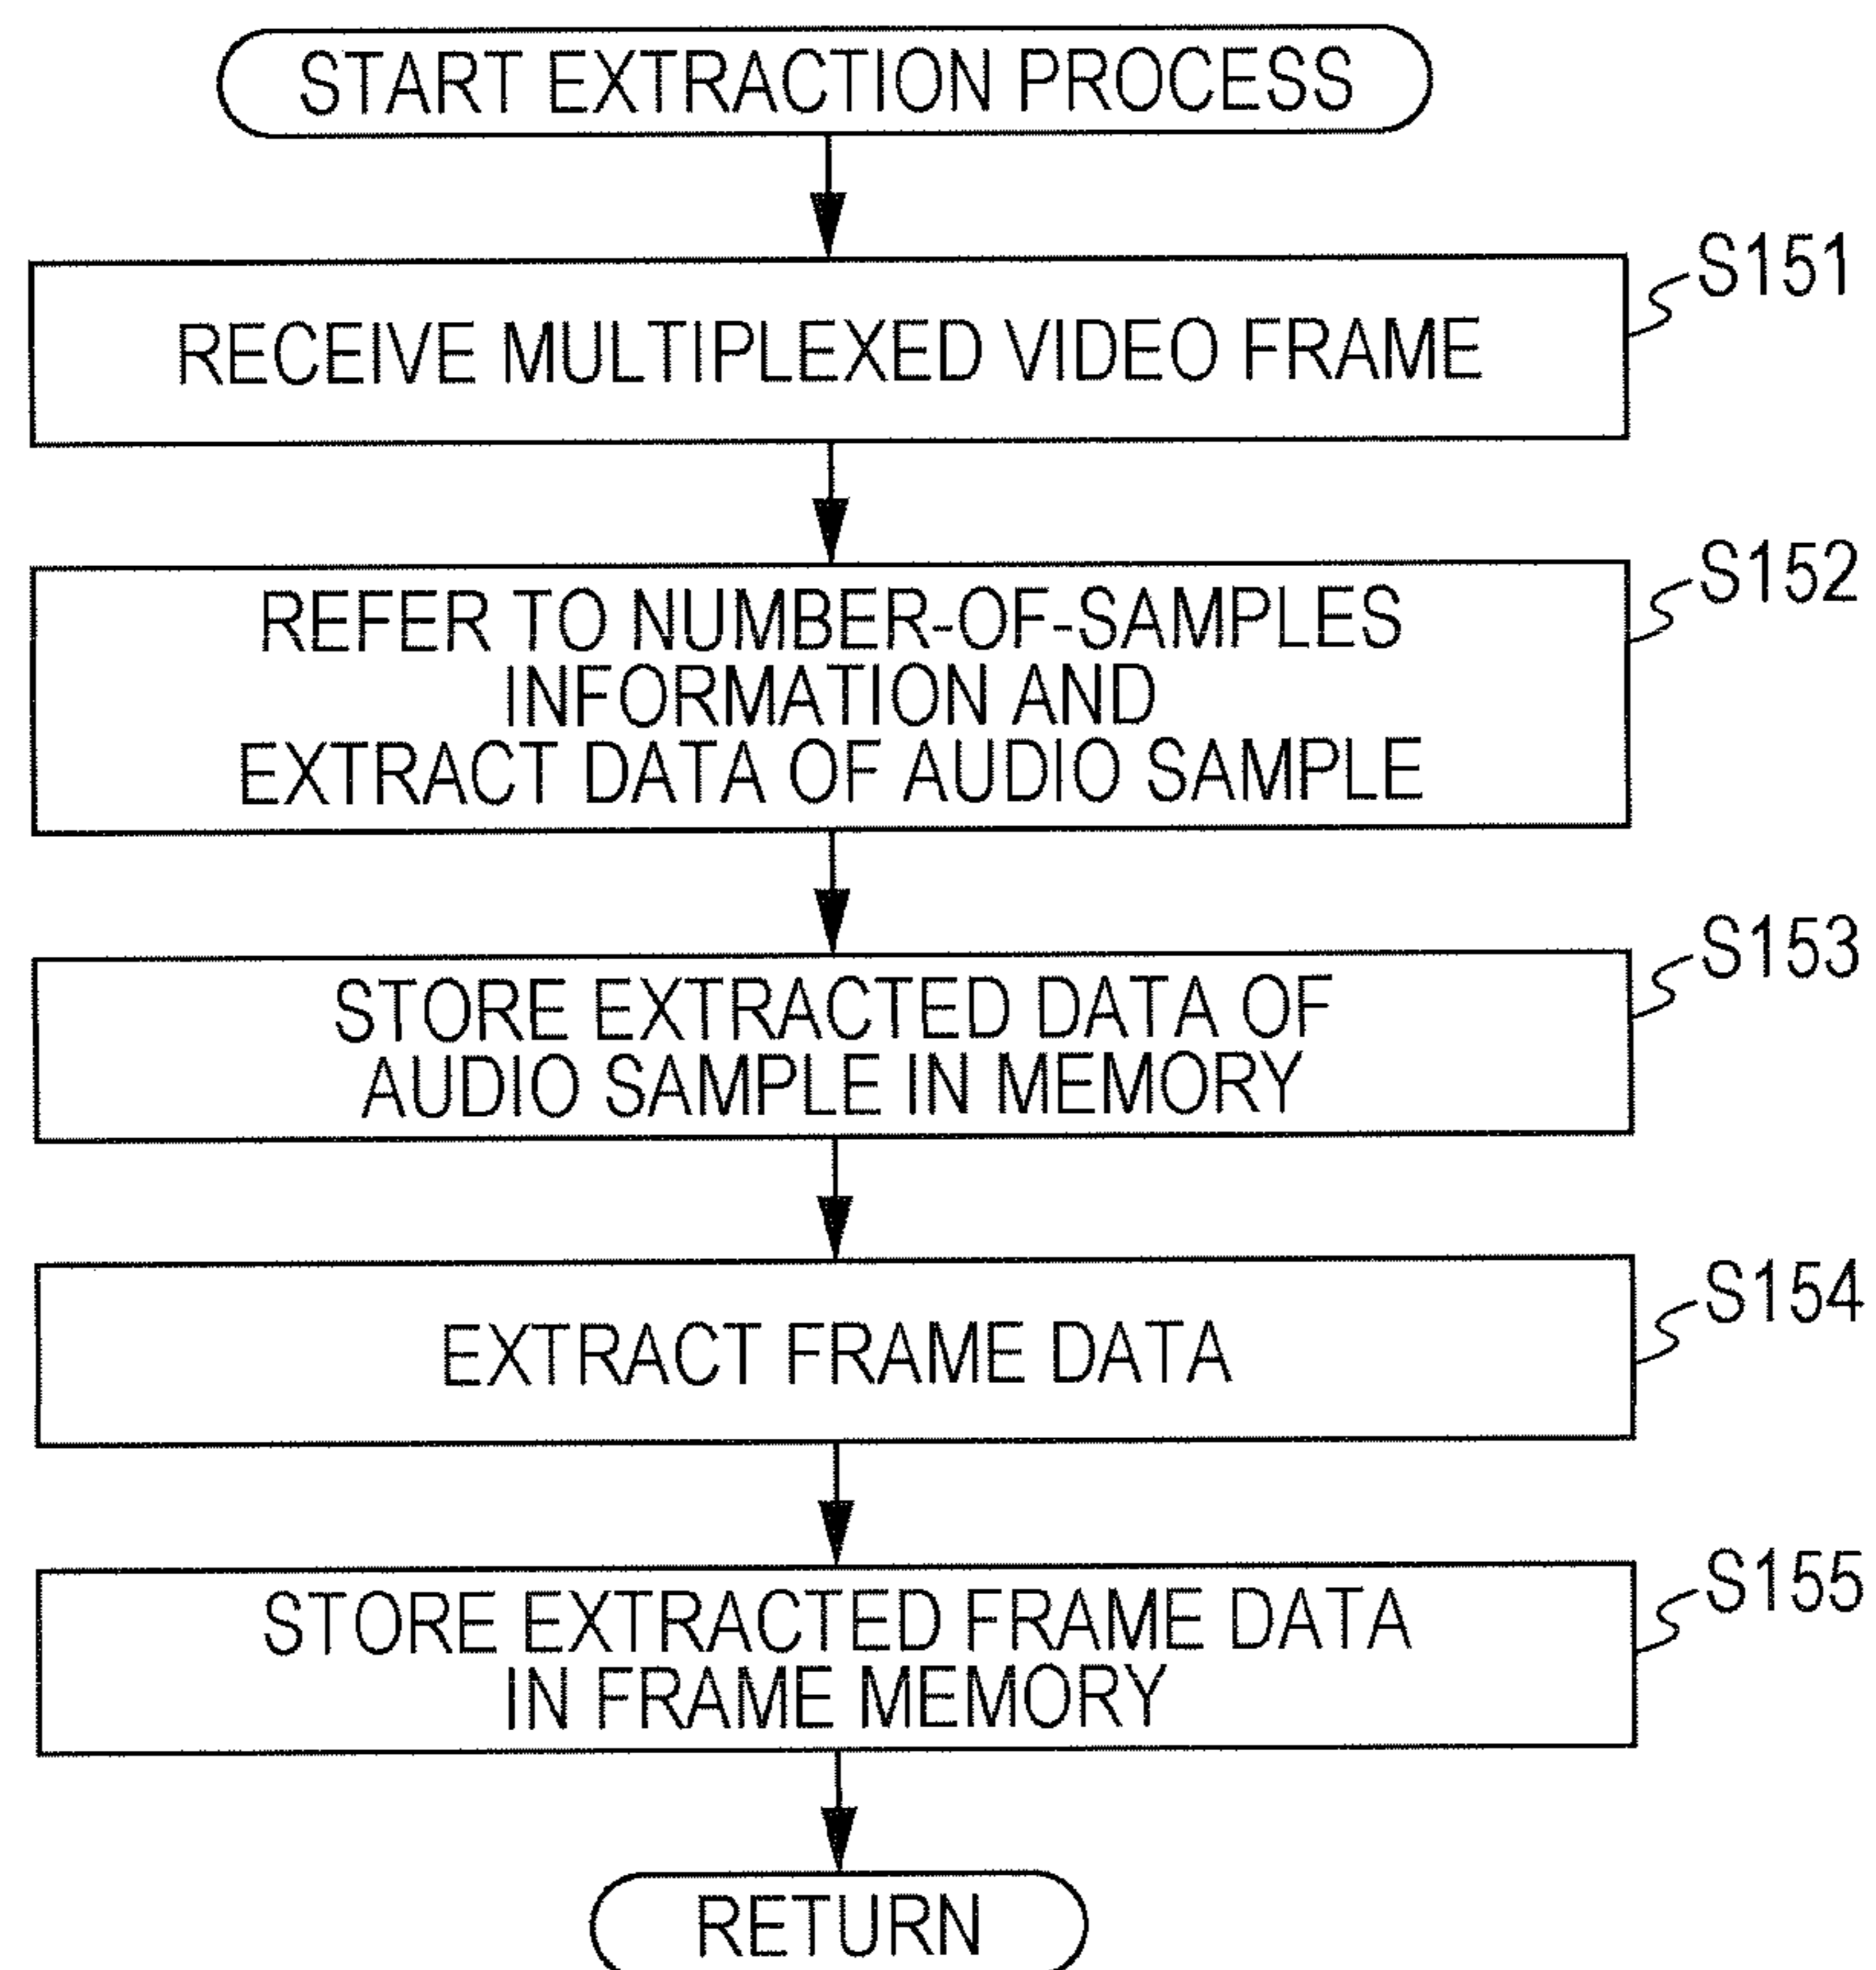 START EXTRACTION PROCESS
S151
RECEIVE MULTIPLEXED VIDEO FRAME
S152
REFER TO NUMBER-OF-SAMPLES
INFORMATION AND
EXTRACT DATA OF AUDIO SAMPLE
S153
STORE EXTRACTED DATA OF
AUDIO SAMPLE IN MEMORY
S154
EXTRACT FRAME DATA
S155
STORE EXTRACTED FRAME DATA
IN FRAME MEMORY
RETURN